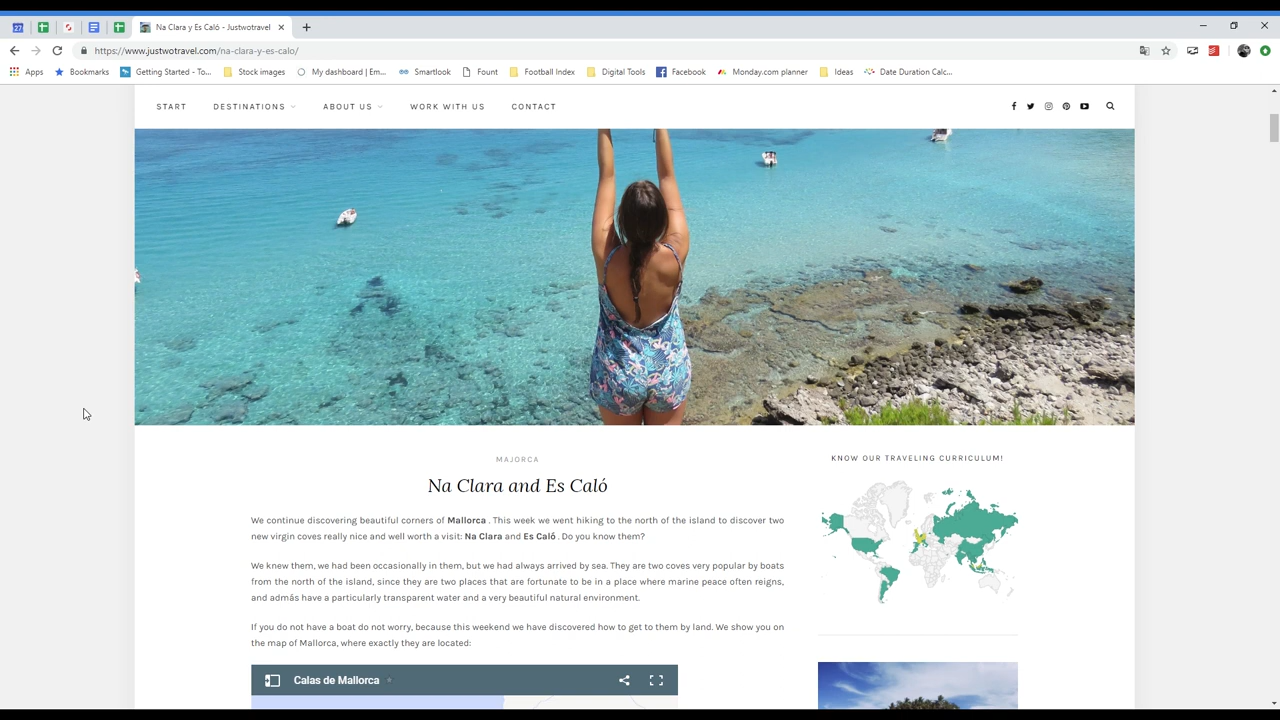 27
Na Clara y Es Caló - Justwotravel
https://www.justwotravel.com/na-clara-y-es-calo/
Apps
Bookmarks
Getting Started - To...
Stock images
My dashboard | Em...
Smartlook
Fount
Football Index
Digital Tools
Facebook
Monday.com planner
Ideas
Date Duration Calc...
START
DESTINATIONS
ABOUT US
WORK WITH US
CONTACT
MAJORCA
Na Clara and Es Caló
We continue discovering beautiful corners of Mallorca . This week we went hiking to the north of the island to discover two
new virgin coves really nice and well worth a visit: Na Clara and Es Caló . Do you know them?
We knew them, we had been occasionally in them, but we had always arrived by sea. They are two coves very popular by boats
from the north of the island, since they are two places that are fortunate to be in a place where marine peace often reigns,
and admás have a particularly transparent water and a very beautiful natural environment.
If you do not have a boat do not worry, because this weekend we have discovered how to get to them by land. We show you on
the map of Mallorca, where exactly they are located:
Calas de Mallorca
KNOW OUR TRAVELING CURRICULUM!